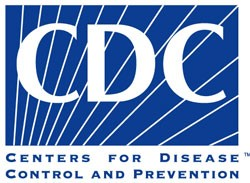 CDC
CENTERS FOR DISEASE™
CONTROL AND PREVENTION